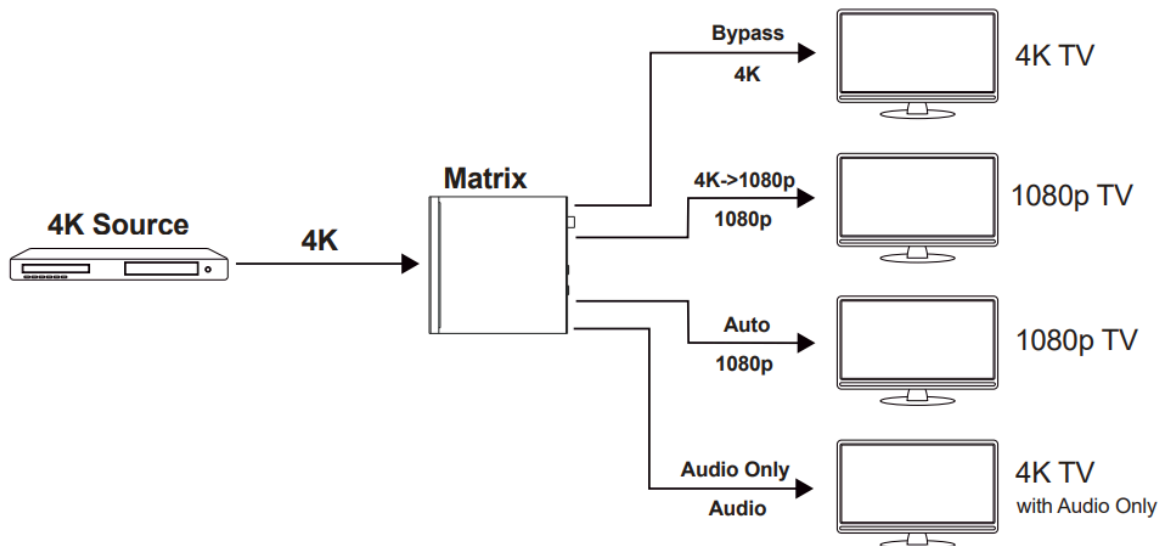 Bypass
4K
4K TV
Matrix
4K->1080p
1080p
1080p TV
4K Source
4K
Auto
1080p
1080p TV
Audio Only
Audio
4K TV
with Audio Only